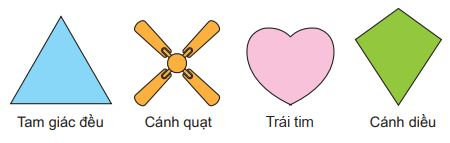 Tam giác đều
Cánh quạt
Trái tim
Cánh diều